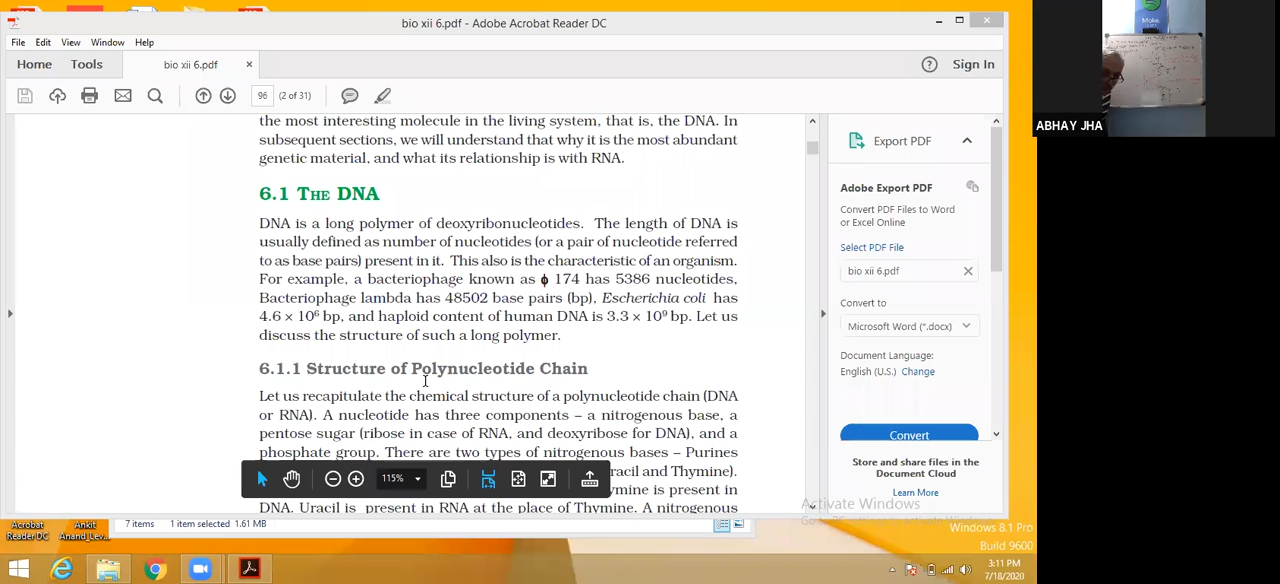 bio xii 6.pdf - Adobe Acrobat Reader DC
File Edit View Window Help
Home Tools bio xii 6.pdf × Sign In
96 (2 of 31)
the most interesting molecule in the living system, that is, the DNA. In
subsequent sections, we will understand that why it is the most abundant
genetic material, and what its relationship is with RNA.
6.1 THE DNA
DNA is a long polymer of deoxyribonucleotides. The length of DNA is
usually defined as number of nucleotides (or a pair of nucleotide referred
to as base pairs) present in it. This also is the characteristic of an organism.
For example, a bacteriophage known as ϕ 174 has 5386 nucleotides,
Bacteriophage lambda has 48502 base pairs (bp), Escherichia coli has
4.6 × 10⁶ bp, and haploid content of human DNA is 3.3 × 10⁹ bp. Let us
discuss the structure of such a long polymer.
6.1.1 Structure of Polynucleotide Chain
Let us recapitulate the chemical structure of a polynucleotide chain (DNA
or RNA). A nucleotide has three components – a nitrogenous base, a
pentose sugar (ribose in case of RNA, and deoxyribose for DNA), and a
phosphate group. There are two types of nitrogenous bases – Purines
racil and Thymine).
ymine is present in
DNA. Uracil is present in RNA at the place of Thymine. A nitrogenous
115%
Export PDF
Adobe Export PDF
Convert PDF Files to Word
or Excel Online
Select PDF File
bio xii 6.pdf
Convert to
Microsoft Word (*.docx)
Document Language:
English (U.S.) Change
Convert
Store and share files in the
Document Cloud
Learn More
Activate Windows
Windows 8.1 Pro
Build 9600
Acrobat
Reader DC
Ankit
Anand_Lev...
7 items 1 item selected 1.61 MB
3:11 PM
7/18/2020
Make.
ABHAY JHA